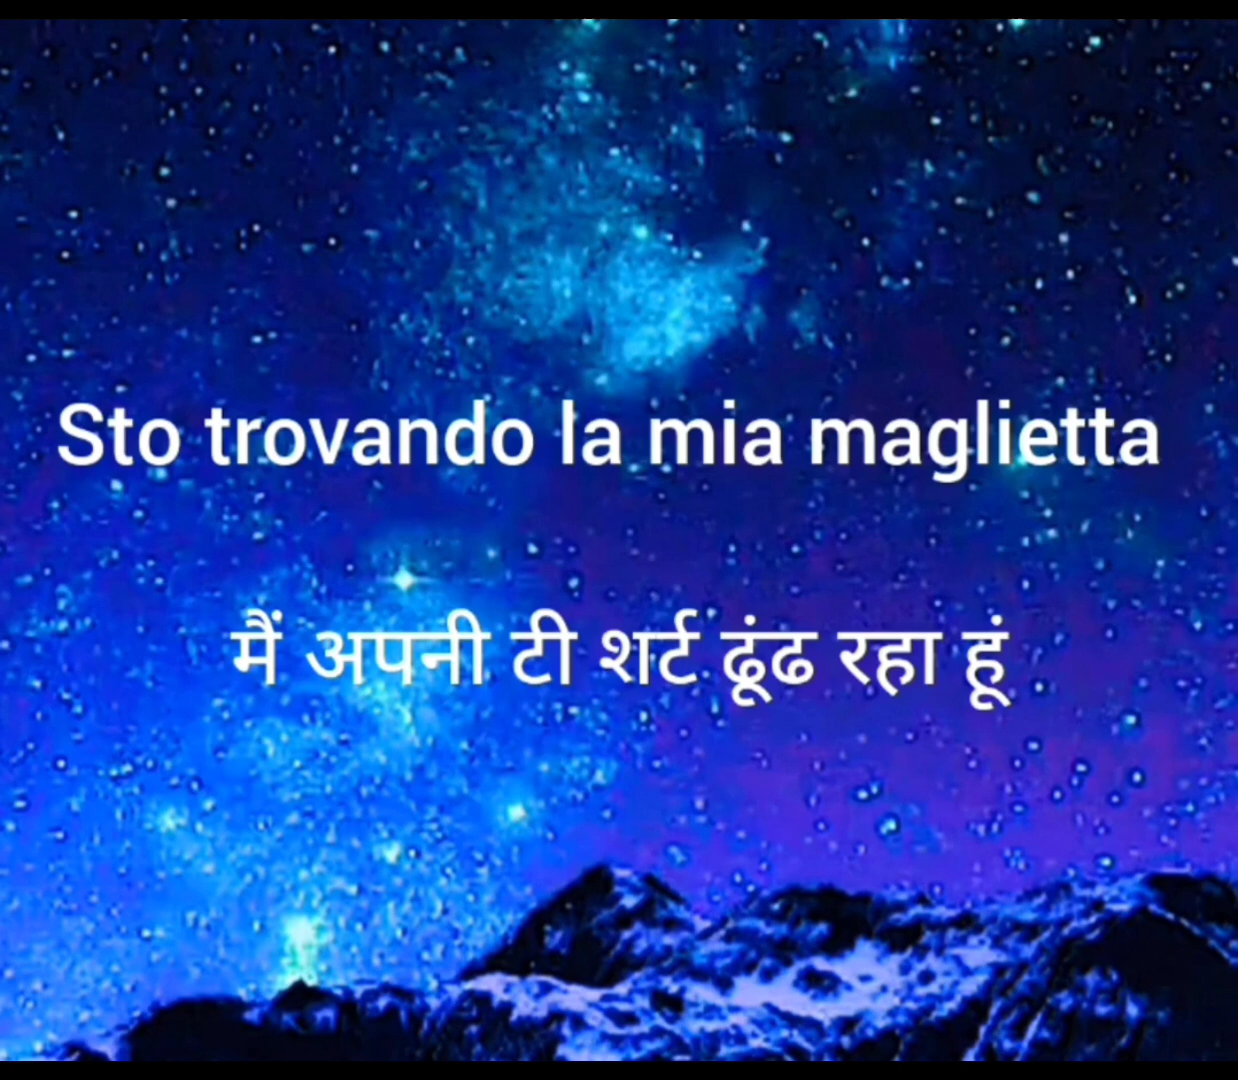 Sto trovando la mia maglietta
मैं अपनी टी शर्ट ढूंढ रहा हूं